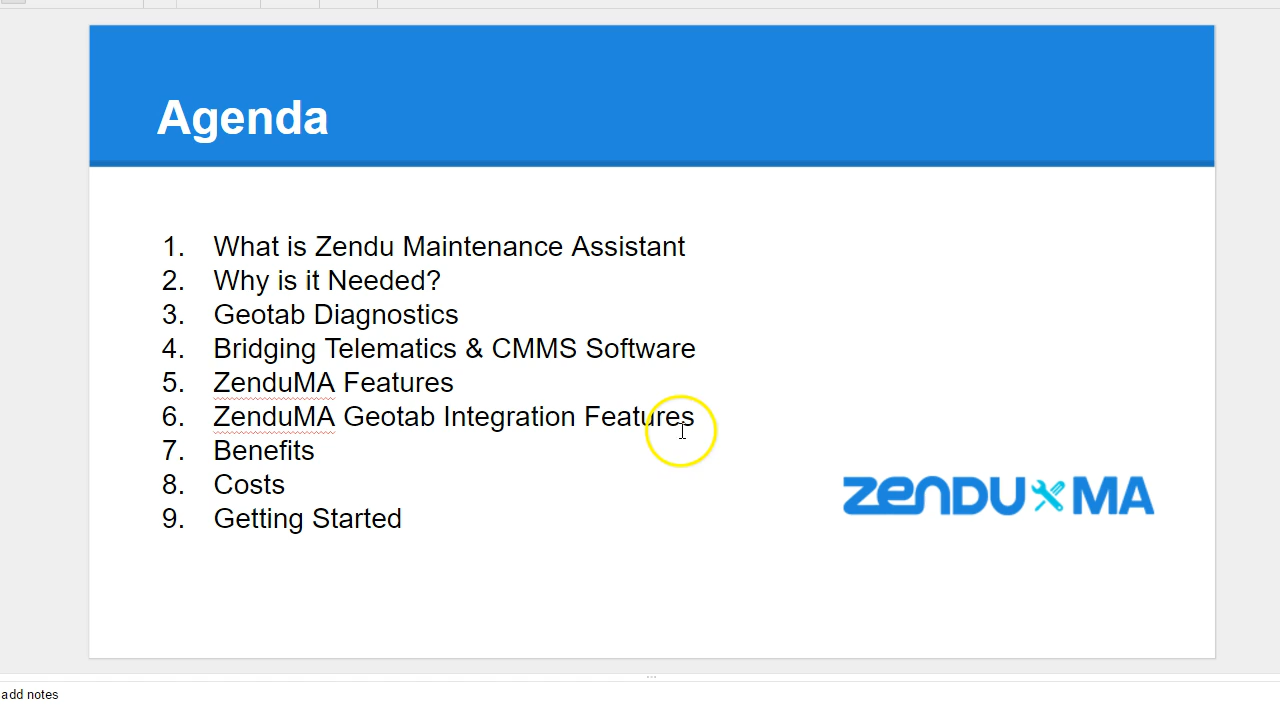 Agenda
1. What is Zendu Maintenance Assistant
2. Why is it Needed?
3. Geotab Diagnostics
4. Bridging Telematics & CMMS Software
5. ZenduMA Features
6. ZenduMA Geotab Integration Features
7. Benefits
8. Costs
9. Getting Started
ZENDU MA
add notes